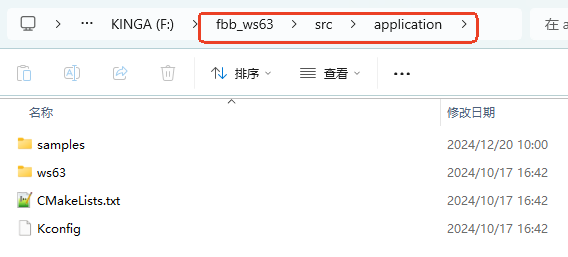 … KINGA (F:) > fbb_ws63 > src > application > 在 a
排序 查看 …
名称 修改日期
samples 2024/12/20 10:00
ws63 2024/10/17 16:42
CMakeLists.txt 2024/10/17 16:42
Kconfig 2024/10/17 16:42